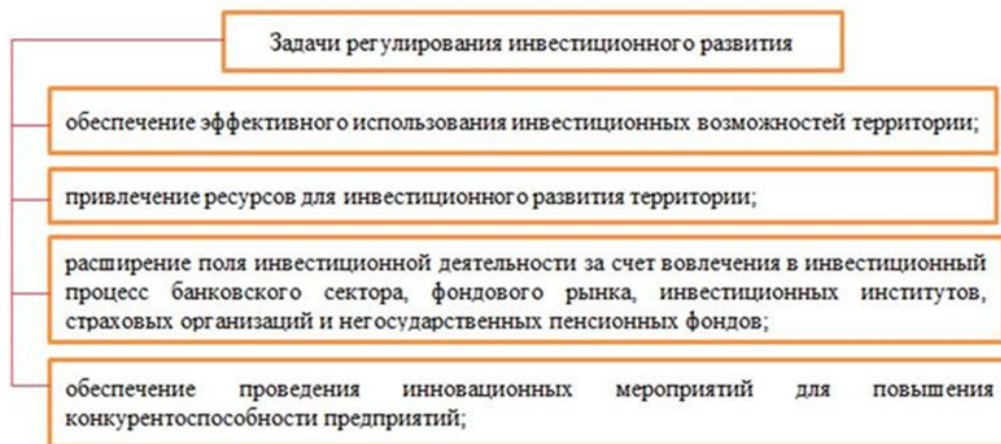 Задачи регулирования инвестиционного развития
обеспечение эффективного использования инвестиционных возможностей территории;
привлечение ресурсов для инвестиционного развития территории;
расширение поля инвестиционной деятельности за счет вовлечения в инвестиционный
процесс банковского сектора, фондового рынка, инвестиционных институтов,
страховых организаций и негосударственных пенсионных фондов;
обеспечение проведения инновационных мероприятий для повышения
конкурентоспособности предприятий;